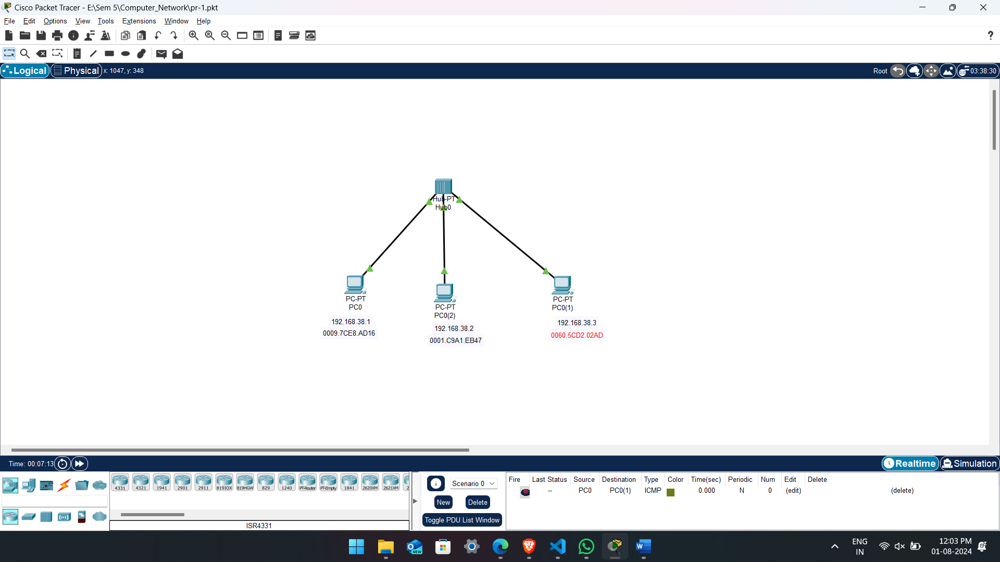 Cisco Packet Tracer - E:\Sem 5\Computer_Network\pr-1.pkt
File Edit Options View Tools Extensions Window Help
?
Logical Physical x: 1047, y: 348 Root 03:38:30
Hub-PT
Hub0
PC-PT
PC0
192.168.38.1
0009.7CE8.AD16
PC-PT
PC0(2)
192.168.38.2
0001.C9A1.EB47
PC-PT
PC0(1)
192.168.38.3
0060.5CD2.02AD
Time: 00:07:13 Realtime Simulation
4331 4321 1941 2901 2911 819IOX 819HGW 829 1240 PT-Router PT-Empty 1841 2620XM 2621XM
ISR4331
Scenario 0
New Delete
Toggle PDU List Window
Fire Last Status Source Destination Type Color Time(sec) Periodic Num Edit Delete
-- PC0 PC0(1) ICMP 0.000 N 0 (edit) (delete)
NEW
ENG
IN
12:03 PM
01-08-2024